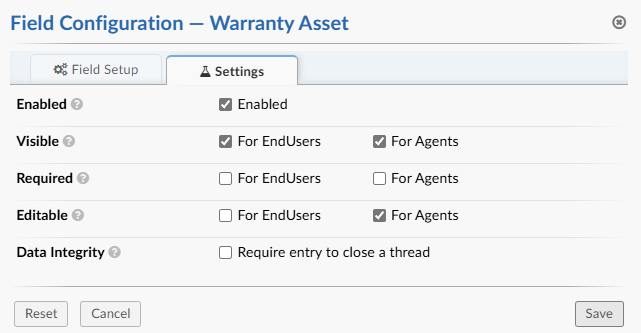 Field Configuration — Warranty Asset
Field Setup Settings
Enabled Enabled
Visible For EndUsers For Agents
Required For EndUsers For Agents
Editable For EndUsers For Agents
Data Integrity Require entry to close a thread
Reset Cancel Save